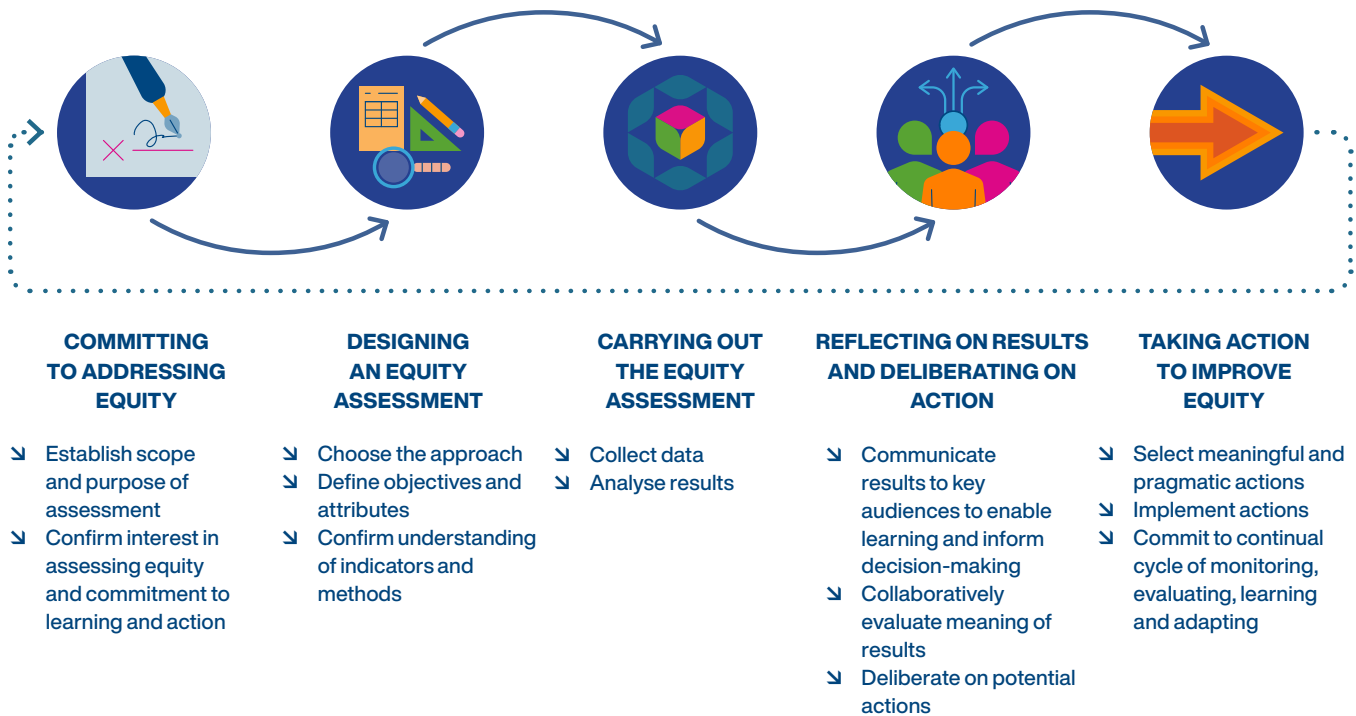 COMMITTING
TO ADDRESSING
EQUITY
↘ Establish scope
and purpose of
assessment
↘ Confirm interest in
assessing equity
and commitment to
learning and action
DESIGNING
AN EQUITY
ASSESSMENT
↘ Choose the approach
↘ Define objectives and
attributes
↘ Confirm understanding
of indicators and
methods
CARRYING OUT
THE EQUITY
ASSESSMENT
↘ Collect data
↘ Analyse results
REFLECTING ON RESULTS
AND DELIBERATING ON
ACTION
↘ Communicate
results to key
audiences to enable
learning and inform
decision-making
↘ Collaboratively
evaluate meaning of
results
↘ Deliberate on potential
actions
TAKING ACTION
TO IMPROVE
EQUITY
↘ Select meaningful and
pragmatic actions
↘ Implement actions
↘ Commit to continual
cycle of monitoring,
evaluating, learning
and adapting